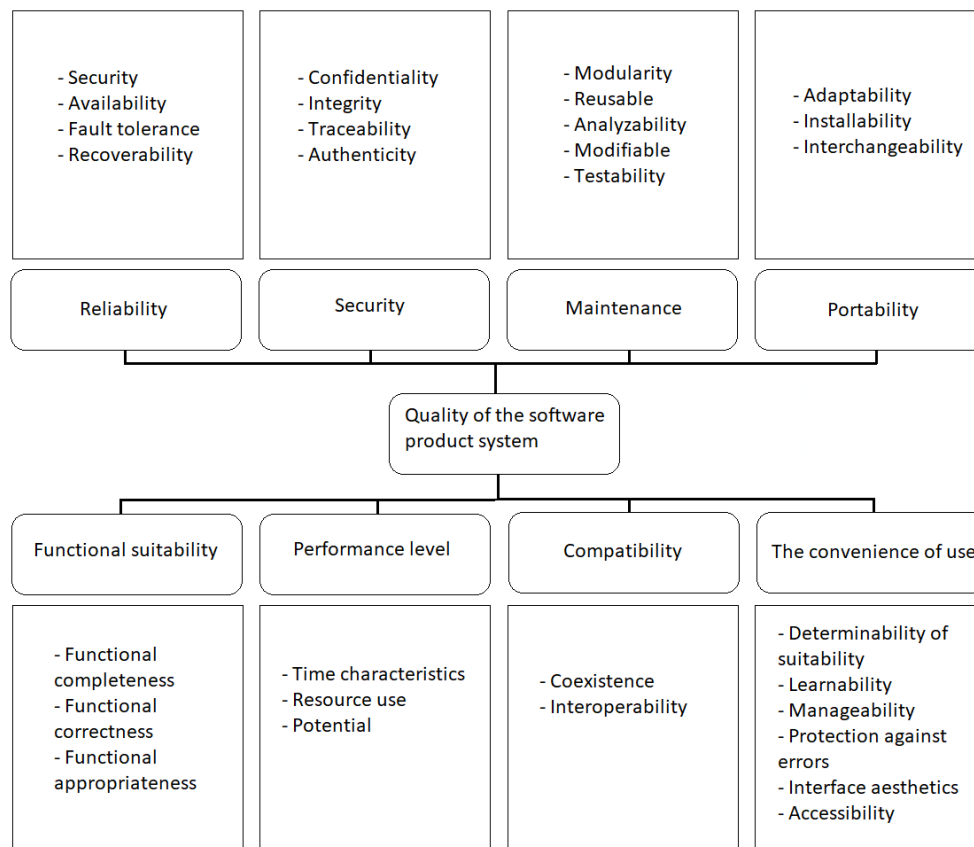 - Security
- Availability
- Fault tolerance
- Recoverability
- Confidentiality
- Integrity
- Traceability
- Authenticity
- Modularity
- Reusable
- Analyzability
- Modifiable
- Testability
- Adaptability
- Installability
- Interchangeability
Reliability
Security
Maintenance
Portability
Quality of the software
product system
Functional suitability
Performance level
Compatibility
The convenience of use
- Functional
completeness
- Functional
correctness
- Functional
appropriateness
- Time characteristics
- Resource use
- Potential
- Coexistence
- Interoperability
- Determinability of
suitability
- Learnability
- Manageability
- Protection against
errors
- Interface aesthetics
- Accessibility